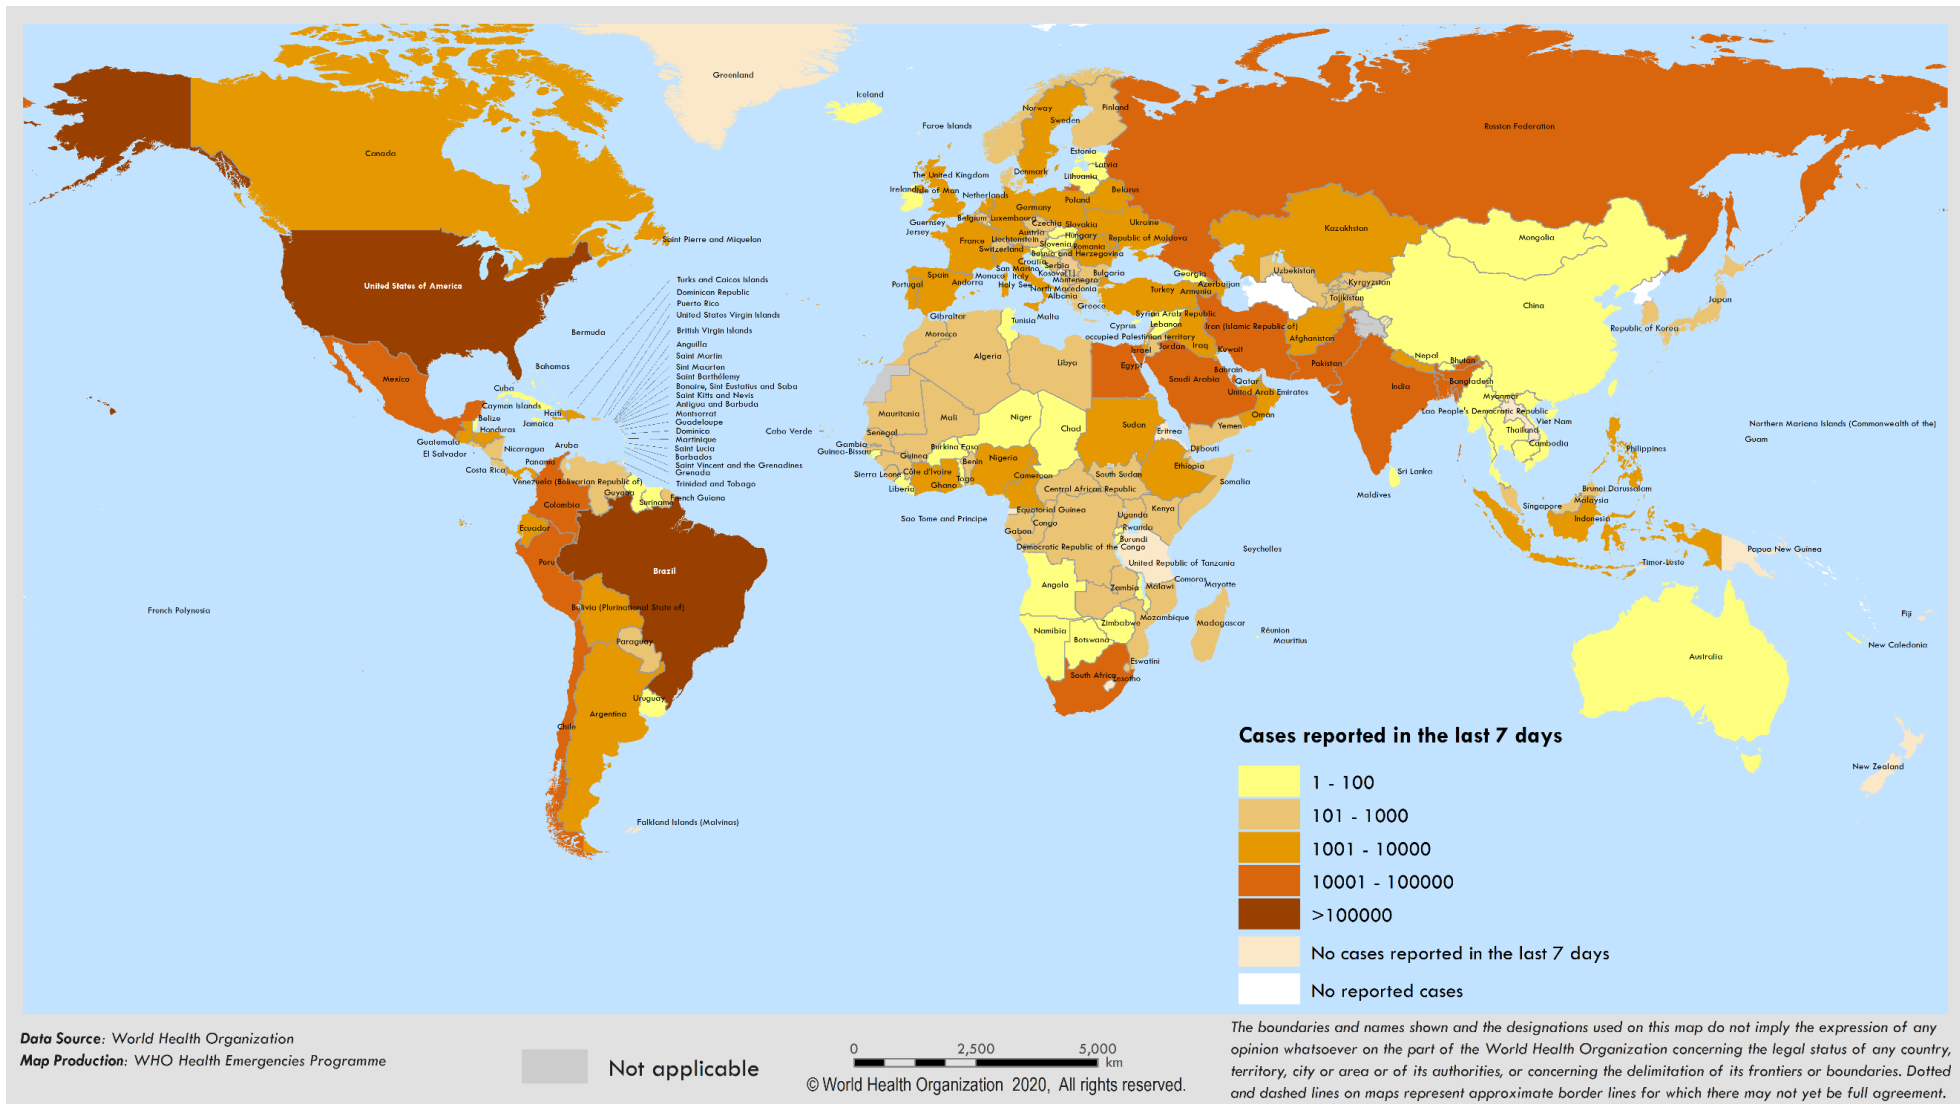 Greenland
Iceland
Faroe Islands
Norway
Sweden
Finland
Russian Federation
Canada
Estonia
Latvia
Lithuania
Denmark
The United Kingdom
Ireland
Isle of Man
Netherlands
Belarus
Poland
Germany
Guernsey
Jersey
Belgium
Luxembourg
Czechia
Slovakia
Ukraine
Austria
Hungary
Republic of Moldova
France
Liechtenstein
Switzerland
Slovenia
Romania
Bosnia and Herzegovina
Croatia
Serbia
San Marino
Kosovo[1]
Bulgaria
Spain
Andorra
Monaco
Italy
Montenegro
Portugal
Holy See
North Macedonia
Albania
Greece
Georgia
Azerbaijan
Turkey
Armenia
Kazakhstan
Uzbekistan
Kyrgyzstan
Tajikistan
Mongolia
China
Japan
Republic of Korea
Saint Pierre and Miquelon
United States of America
Turks and Caicos Islands
Dominican Republic
Puerto Rico
United States Virgin Islands
British Virgin Islands
Anguilla
Saint Martin
Sint Maarten
Saint Barthélemy
Bonaire, Sint Eustatius and Saba
Saint Kitts and Nevis
Antigua and Barbuda
Montserrat
Guadeloupe
Dominica
Martinique
Saint Lucia
Barbados
Saint Vincent and the Grenadines
Grenada
Trinidad and Tobago
Bermuda
Bahamas
Mexico
Cuba
Cayman Islands
Haiti
Belize
Jamaica
Honduras
Guatemala
El Salvador
Nicaragua
Aruba
Costa Rica
Panama
Venezuela (Bolivarian Republic of)
Guyana
Suriname
French Guiana
Colombia
Ecuador
Peru
Brazil
Bolivia (Plurinational State of)
Paraguay
Uruguay
Argentina
Chile
Falkland Islands (Malvinas)
French Polynesia
Gibraltar
Tunisia
Malta
Cyprus
Syrian Arab Republic
Lebanon
occupied Palestinian territory
Israel
Jordan
Iraq
Iran (Islamic Republic of)
Kuwait
Afghanistan
Pakistan
Morocco
Algeria
Libya
Egypt
Saudi Arabia
Bahrain
Qatar
United Arab Emirates
Oman
Nepal
Bhutan
India
Bangladesh
Myanmar
Lao People's Democratic Republic
Viet Nam
Thailand
Cambodia
Philippines
Northern Mariana Islands (Commonwealth of the)
Guam
Mauritania
Mali
Niger
Chad
Sudan
Eritrea
Yemen
Djibouti
Cabo Verde
Senegal
Gambia
Guinea-Bissau
Guinea
Burkina Faso
Benin
Nigeria
Sierra Leone
Côte d'Ivoire
Togo
Liberia
Ghana
Cameroon
South Sudan
Ethiopia
Central African Republic
Somalia
Sri Lanka
Maldives
Brunei Darussalam
Malaysia
Singapore
Indonesia
Sao Tome and Principe
Equatorial Guinea
Gabon
Congo
Uganda
Kenya
Rwanda
Burundi
Democratic Republic of the Congo
United Republic of Tanzania
Seychelles
Timor-Leste
Papua New Guinea
Angola
Zambia
Malawi
Comoros
Mayotte
Mozambique
Zimbabwe
Madagascar
Namibia
Botswana
Réunion
Mauritius
Eswatini
South Africa
Lesotho
Fiji
New Caledonia
Australia
New Zealand
Cases reported in the last 7 days
1 - 100
101 - 1000
1001 - 10000
10001 - 100000
>100000
No cases reported in the last 7 days
No reported cases
Data Source: World Health Organization
Map Production: WHO Health Emergencies Programme
Not applicable
0 2,500 5,000
km
© World Health Organization 2020, All rights reserved.
The boundaries and names shown and the designations used on this map do not imply the expression of any
opinion whatsoever on the part of the World Health Organization concerning the legal status of any country,
territory, city or area or of its authorities, or concerning the delimitation of its frontiers or boundaries. Dotted
and dashed lines on maps represent approximate border lines for which there may not yet be full agreement.